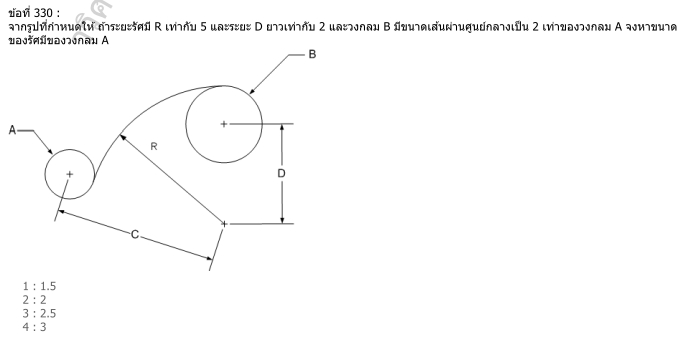 ข้อที่ 330 :
จากรูปที่กำหนดให้ ถ้าระยะรัศมี R เท่ากับ 5 และระยะ D ยาวเท่ากับ 2 และวงกลม B มีขนาดเส้นผ่านศูนย์กลางเป็น 2 เท่าของวงกลม A จงหาขนาด
ของรัศมีของวงกลม A
B
A
R
D
C
1 : 1.5
2 : 2
3 : 2.5
4 : 3